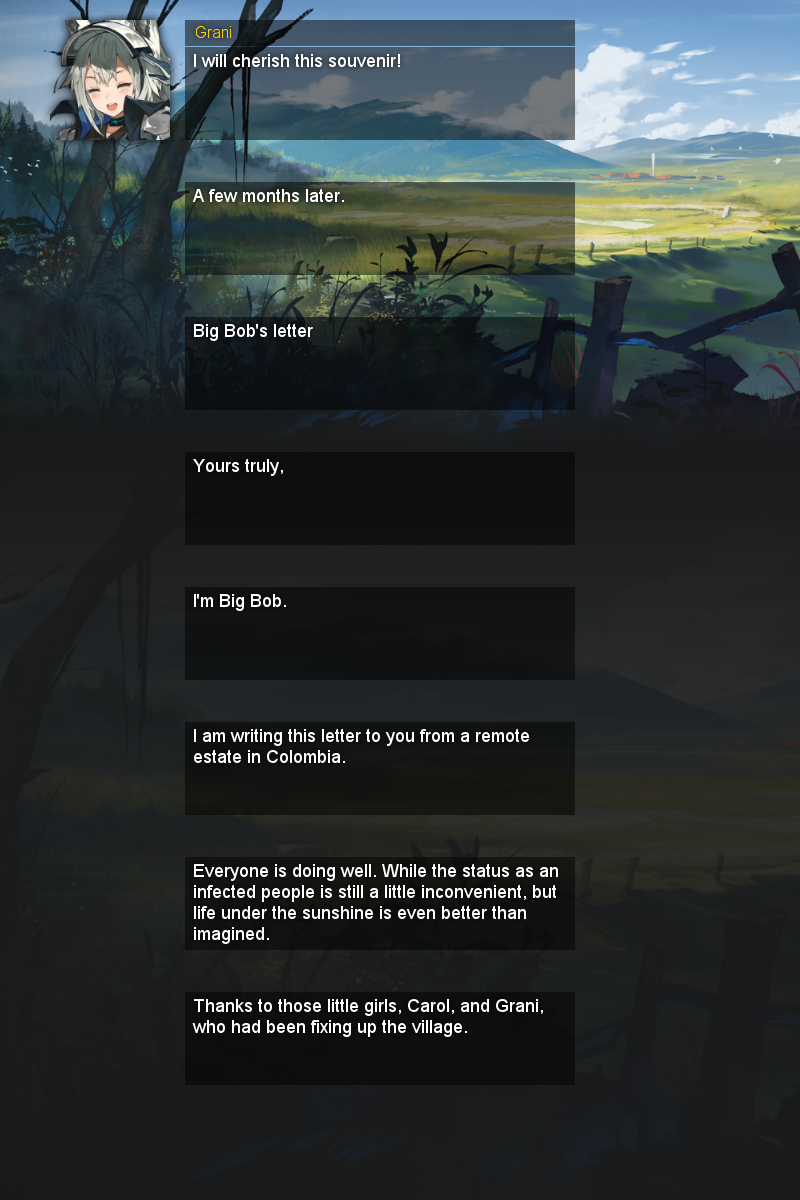 Grani
I will cherish this souvenir!
A few months later.
Big Bob's letter
Yours truly,
I'm Big Bob.
I am writing this letter to you from a remote
estate in Colombia.
Everyone is doing well. While the status as an
infected people is still a little inconvenient, but
life under the sunshine is even better than
imagined.
Thanks to those little girls, Carol, and Grani,
who had been fixing up the village.